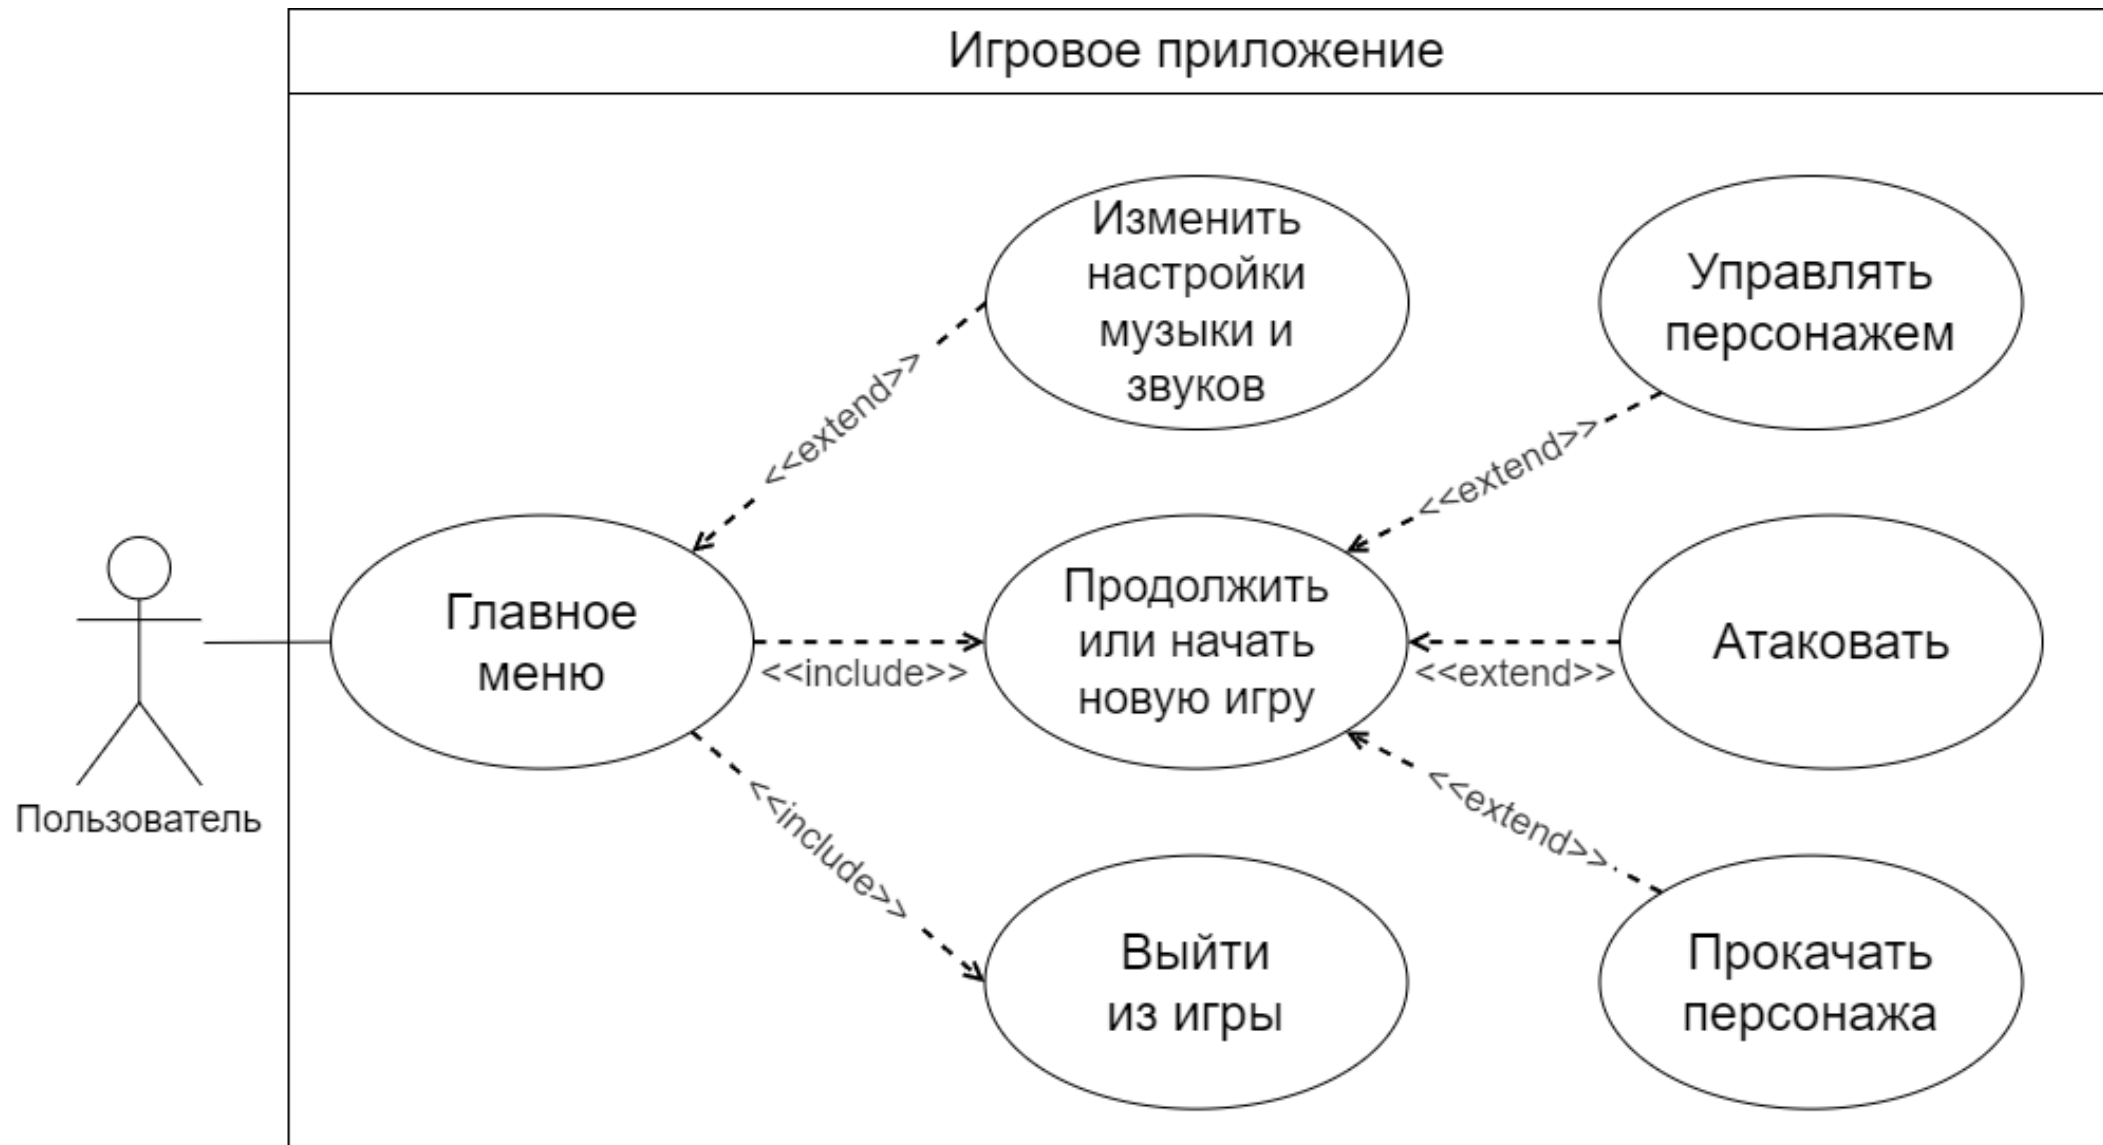 Игровое приложение
Изменить
настройки
музыки и
звуков
Управлять
персонажем
<<extend>>
<<extend>>
Главное
меню
<<include>>
Продолжить
или начать
новую игру
<<extend>>
Атаковать
Пользователь
<<include>>
<<extend>>
Выйти
из игры
Прокачать
персонажа